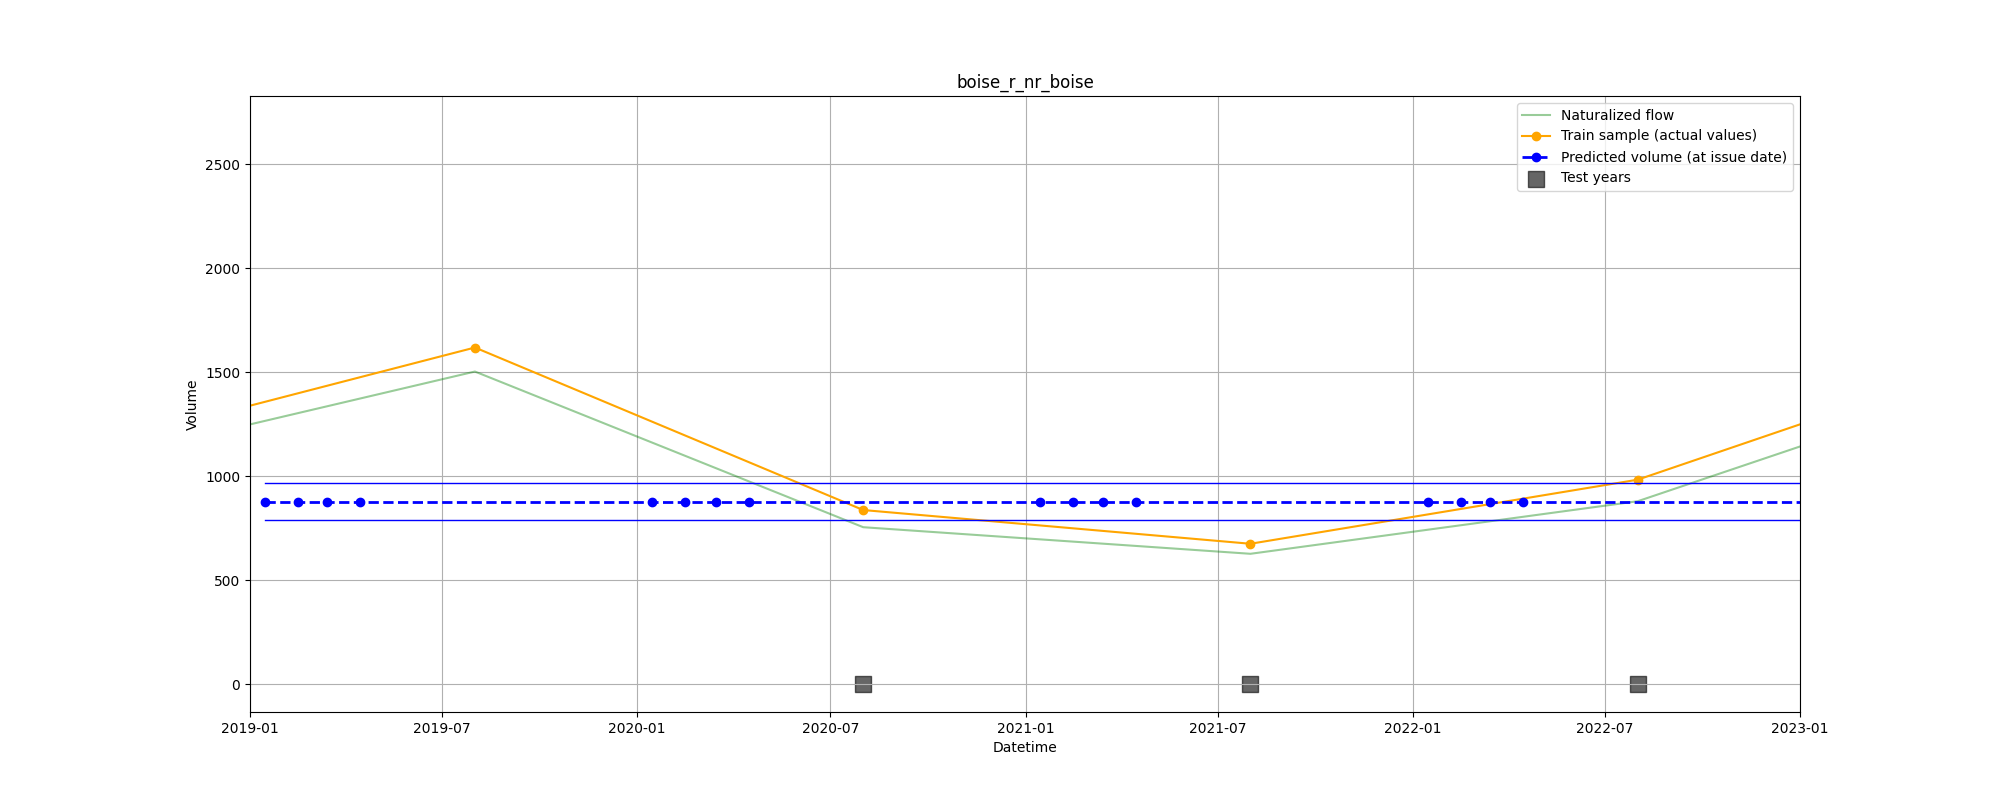 boise_r_nr_boise
Naturalized flow
Train sample (actual values)
Predicted volume (at issue date)
Test years
Volume
2500
2000
1500
1000
500
0
2019-01 2019-07 2020-01 2020-07 2021-01 2021-07 2022-01 2022-07 2023-01
Datetime